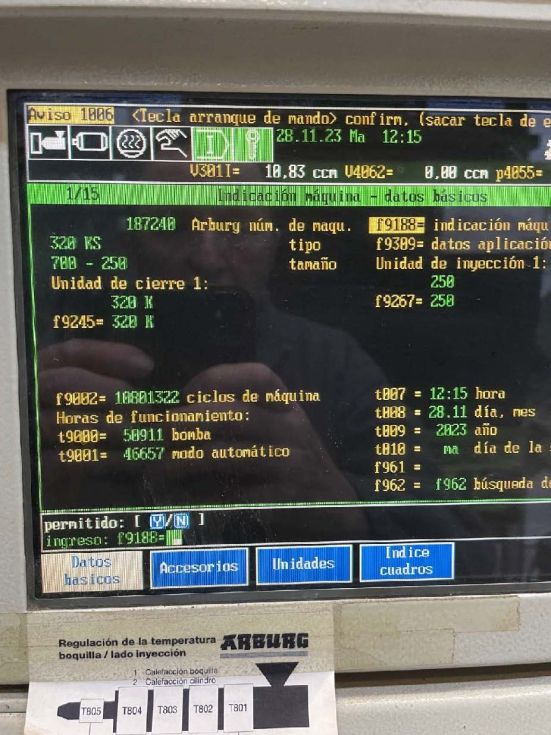 Aviso 1006 <Tecla arranque de mando> confirm. (sacar tecla de e
28.11.23 Ma 12:15
V301I= 10,83 ccm V4062= 0,00 ccm p4055=
1/15 Indicación máquina - datos básicos
187240 Arburg núm. de maqu. f9188= indicación máqu
320 KS tipo f9309= datos aplicación
700 - 250 tamaño Unidad de inyección 1:
Unidad de cierre 1: 250
320 K f9267= 250
f9245= 320 K
f9002= 10801322 ciclos de máquina t007 = 12:15 hora
Horas de funcionamiento: t008 = 28.11 día, mes
t9000= 50911 bomba t009 = 2023 año
t9001= 46657 modo automático t010 = ma día de la s
f961 =
f962 = f962 búsqueda de
permitido: [ Y/N ]
ingreso: f9188=
Datos básicos Accesorios Unidades Indice cuadros
Regulación de la temperatura ARBURG
boquilla / lado inyección
1 - Calefacción boquilla
2 - Calefacción cilindro
T805 T804 T803 T802 T801